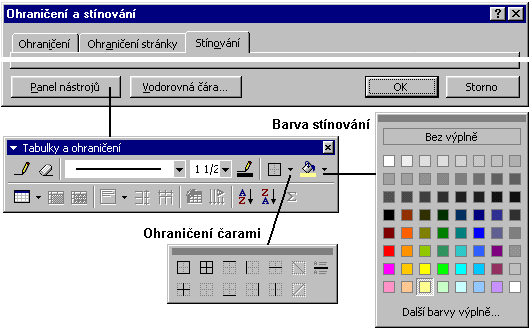 Ohraničení a stínování
Ohraničení Ohraničení stránky Stínování
Panel nástrojů Vodorovná čára... OK Storno
Barva stínování
Tabulky a ohraničení
1 1/2
Bez výplně
Ohraničení čarami
Další barvy výplně...